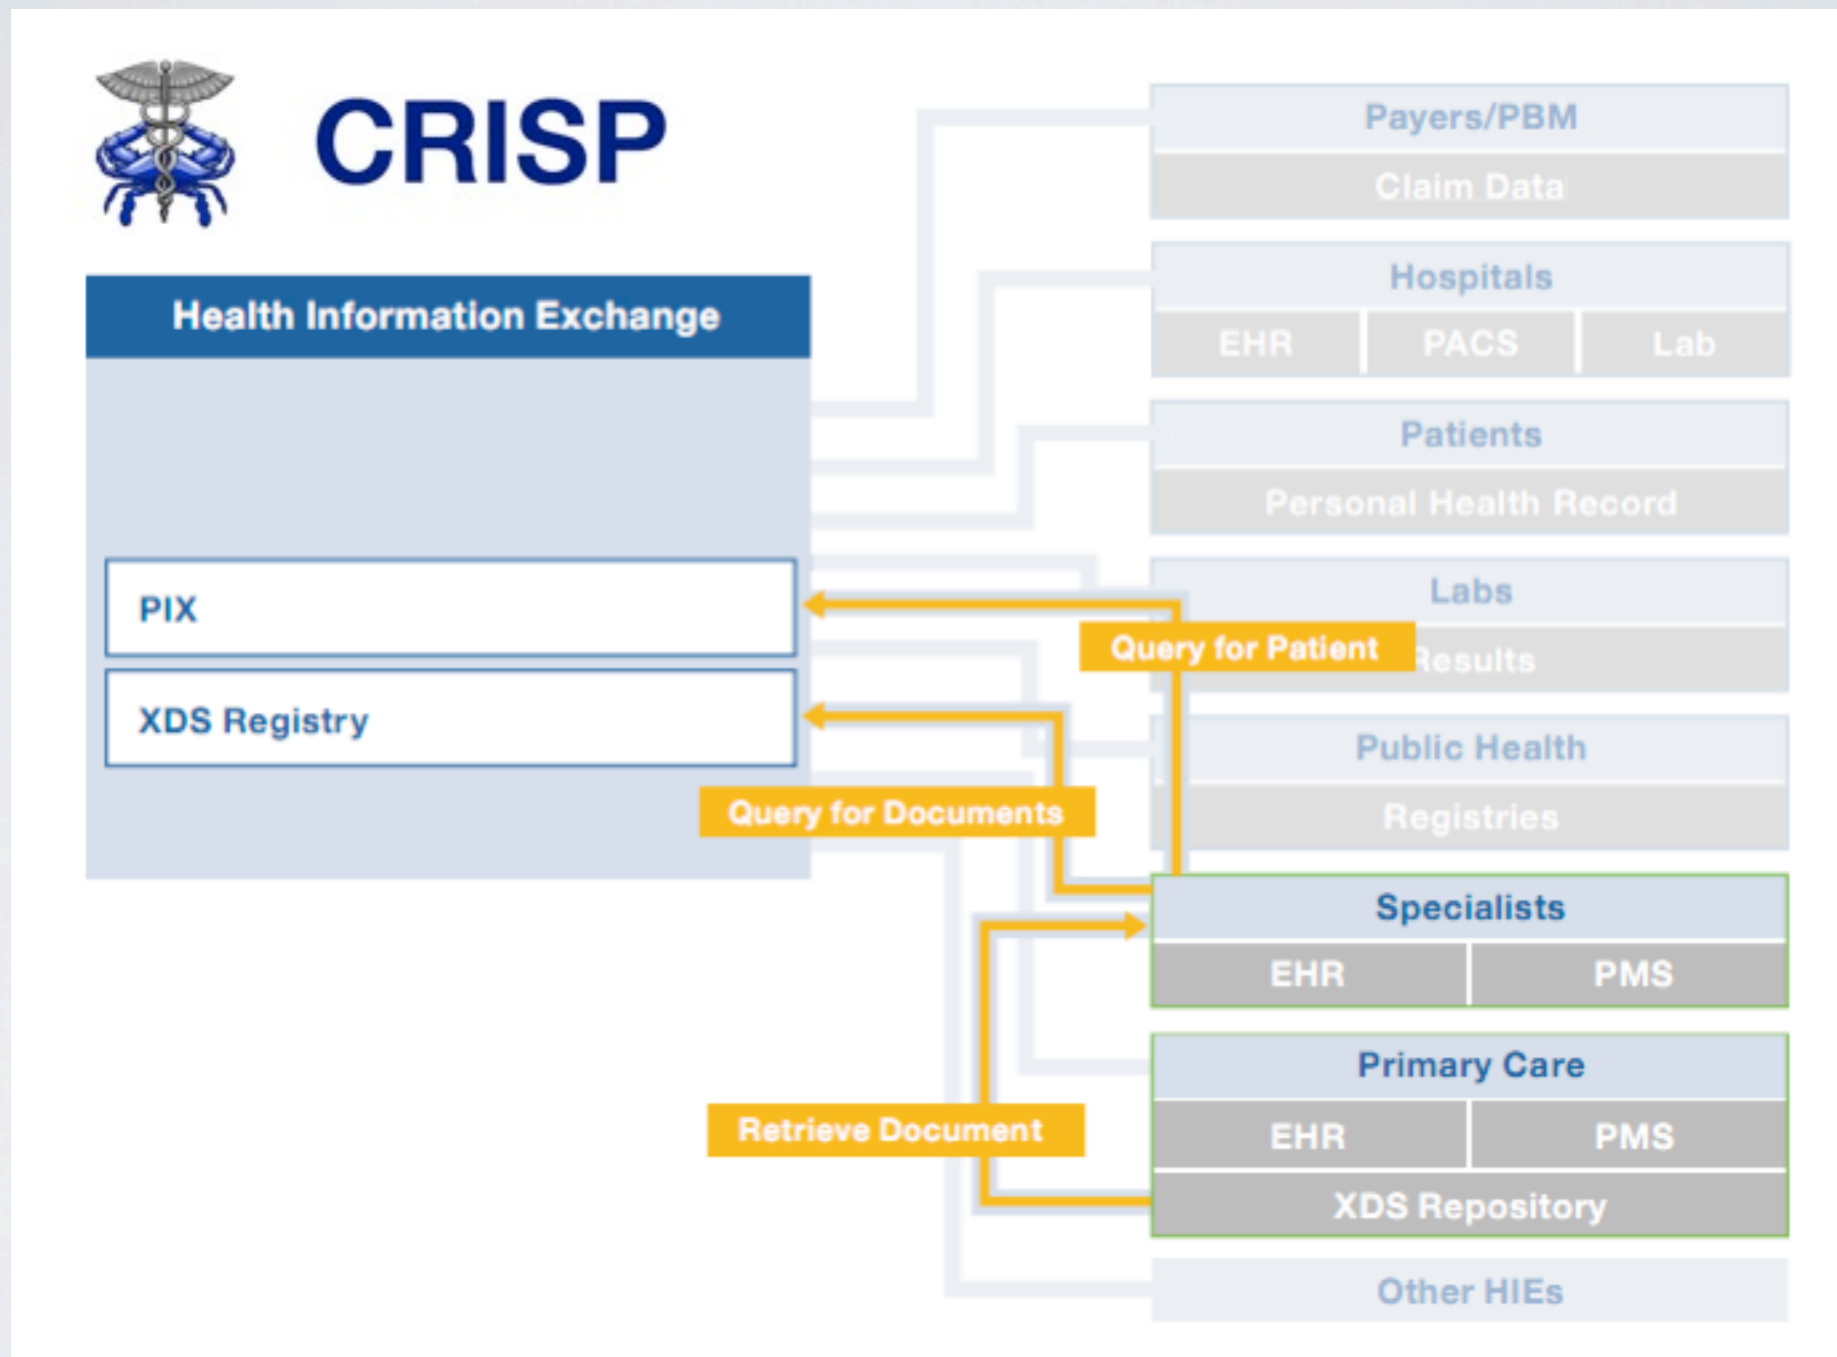 CRISP
Health Information Exchange
PIX
XDS Registry
Query for Patient
Query for Documents
Retrieve Document
Payers/PBM
Claim Data
Hospitals
EHR PACS Lab
Patients
Personal Health Record
Labs
Results
Public Health
Registries
Specialists
EHR PMS
Primary Care
EHR PMS
XDS Repository
Other HIEs